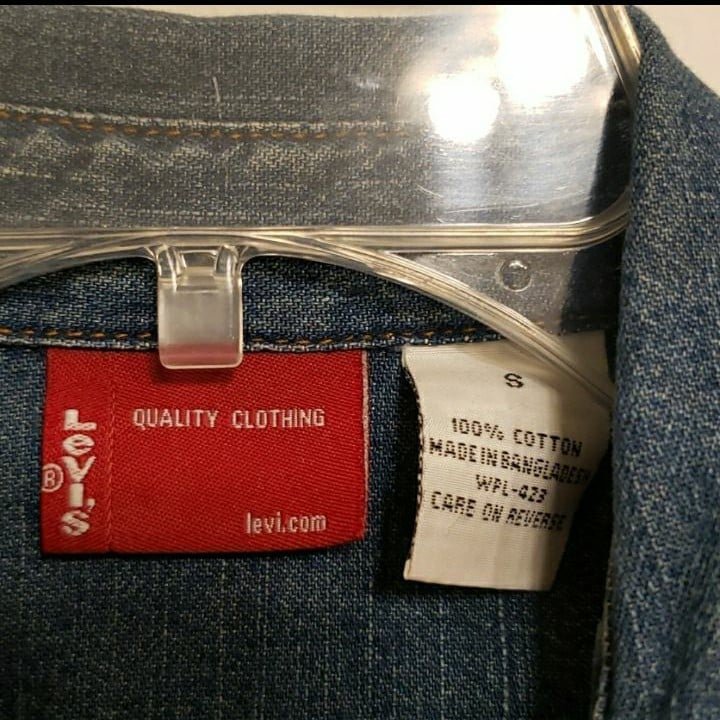 Levi's
®
QUALITY CLOTHING
levi.com
S
100% COTTON
MADE IN BANGLADESH
WPL-423
CARE ON REVERSE